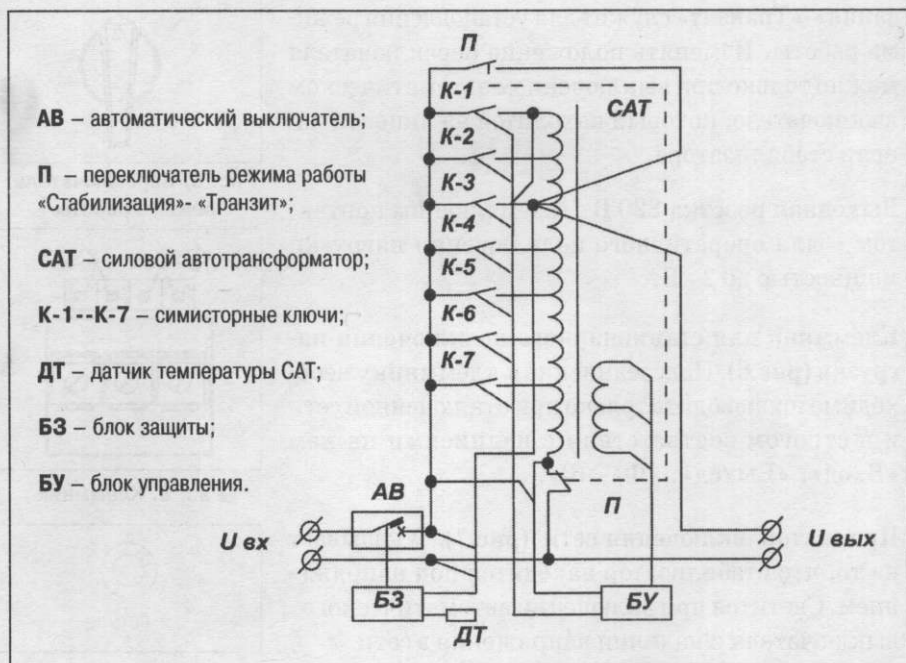 АВ – автоматический выключатель;
П – переключатель режима работы
«Стабилизация»- «Транзит»;
САТ – силовой автотрансформатор;
К-1--К-7 – симисторные ключи;
ДТ – датчик температуры САТ;
БЗ – блок защиты;
БУ – блок управления.
П
К-1
САТ
К-2
К-3
К-4
К-5
К-6
К-7
АВ
П
U вх
U вых
БЗ
БУ
ДТ